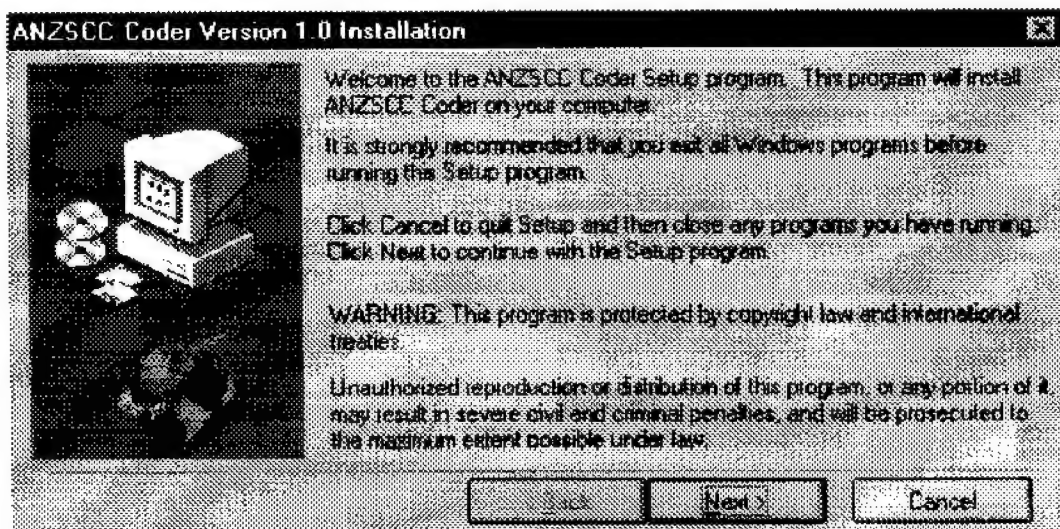 ANZSCC Coder Version 1.0 Installation
Welcome to the ANZSCC Coder Setup program. This program will install
ANZSCC Coder on your computer.
It is strongly recommended that you exit all Windows programs before
running this Setup program.
Click Cancel to quit Setup and then close any programs you have running.
Click Next to continue with the Setup program.
WARNING: This program is protected by copyright law and international
treaties.
Unauthorized reproduction or distribution of this program, or any portion of it,
may result in severe civil and criminal penalties, and will be prosecuted to
the maximum extent possible under law.
< Back
Next >
Cancel